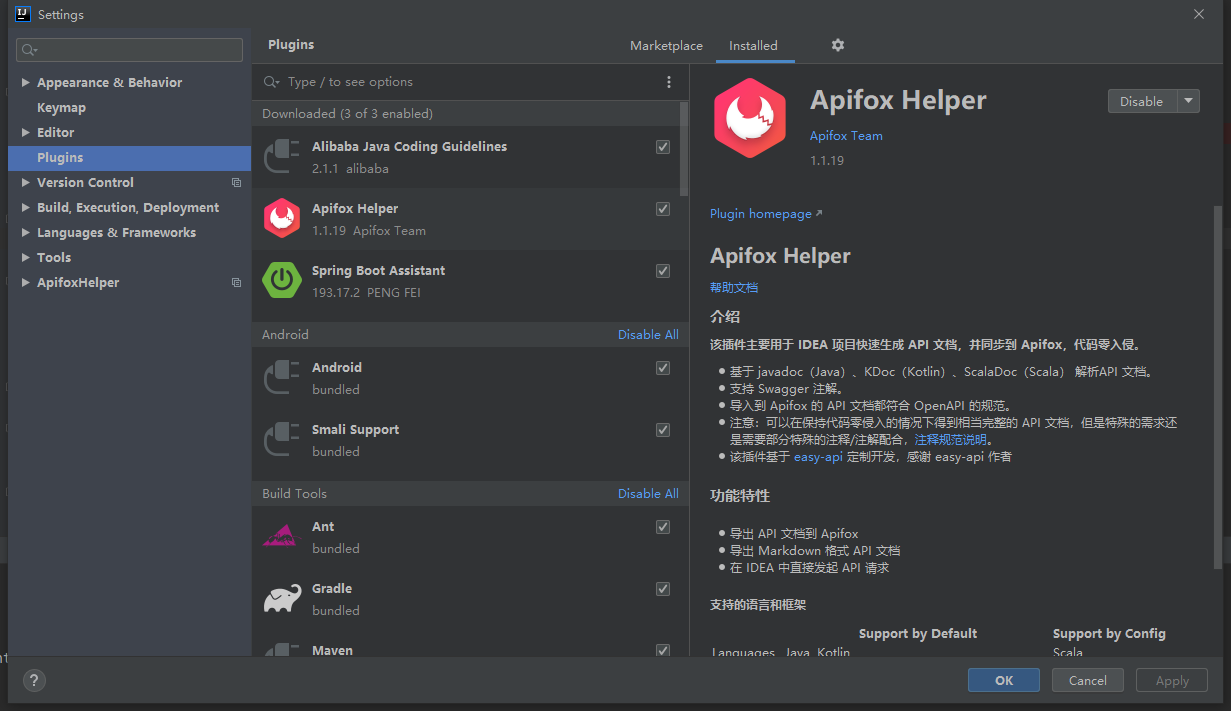 Settings
Appearance & Behavior
Keymap
Editor
Plugins
Version Control
Build, Execution, Deployment
Languages & Frameworks
Tools
ApifoxHelper
Plugins
Marketplace
Installed
Type / to see options
Downloaded (3 of 3 enabled)
Alibaba Java Coding Guidelines
2.1.1 alibaba
Apifox Helper
1.1.19 Apifox Team
Spring Boot Assistant
193.17.2 PENG FEI
Android
Disable All
Android
bundled
Smali Support
bundled
Build Tools
Disable All
Ant
bundled
Gradle
bundled
Maven
Apifox Helper
Disable
Apifox Team
1.1.19
Plugin homepage
Apifox Helper
帮助文档
介绍
该插件主要用于 IDEA 项目快速生成 API 文档，并同步到 Apifox，代码零入侵。
基于 javadoc（Java）、KDoc（Kotlin）、ScalaDoc（Scala） 解析API 文档。
支持 Swagger 注解。
导入到 Apifox 的 API 文档都符合 OpenAPI 的规范。
注意：可以在保持代码零侵入的情况下得到相当完整的 API 文档，但是特殊的需求还
是需要部分特殊的注释/注解配合，注释规范说明。
该插件基于 easy-api 定制开发，感谢 easy-api 作者
功能特性
导出 API 文档到 Apifox
导出 Markdown 格式 API 文档
在 IDEA 中直接发起 API 请求
支持的语言和框架
Support by Default
Support by Config
Languages Java, Kotlin
Scala
?
OK
Cancel
Apply